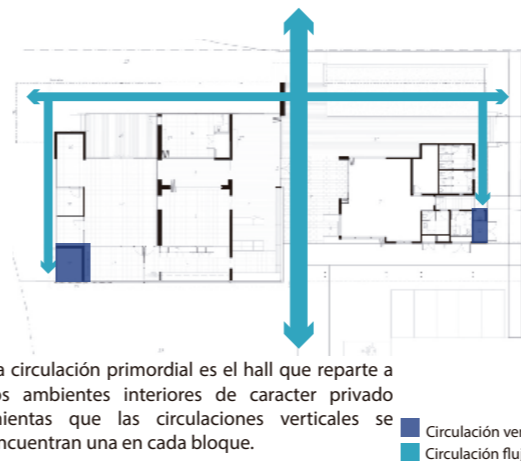 a circulación primordial es el hall que reparte a
os ambientes interiores de caracter privado
mientas que las circulaciones verticales se
ncuentran una en cada bloque.
Circulación ver
Circulación flu